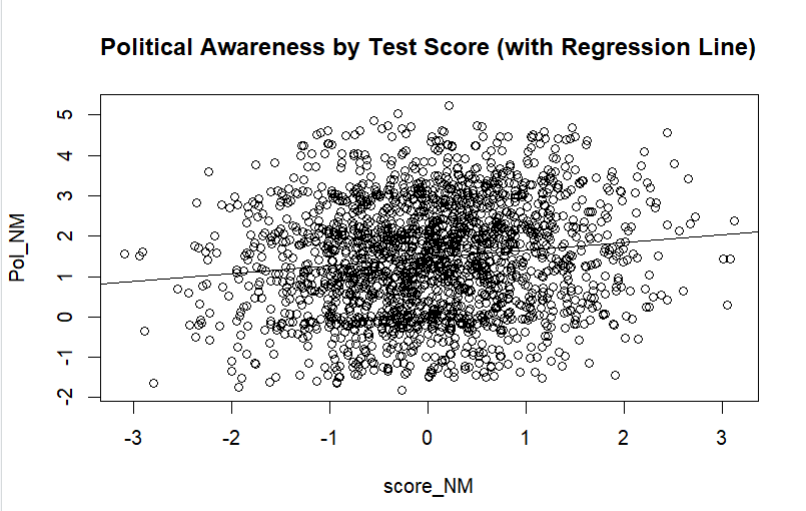 Political Awareness by Test Score (with Regression Line)
Pol_NM
5
4
3
2
1
0
-1
-2
-3 -2 -1 0 1 2 3
score_NM